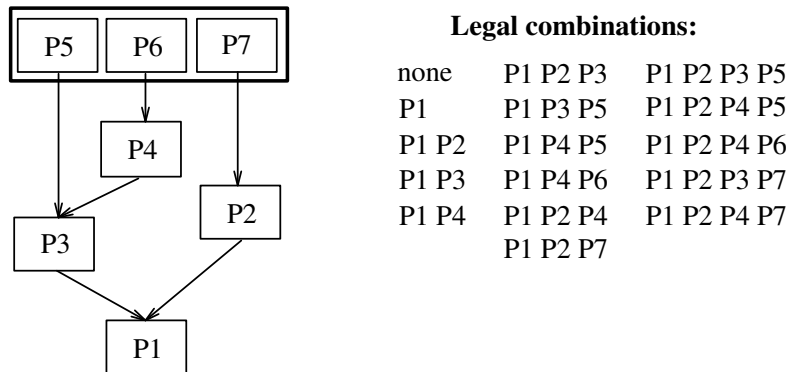 P5 P6 P7
P4
P2
P3
P1
Legal combinations:
none P1 P2 P3 P1 P2 P3 P5
P1 P1 P3 P5 P1 P2 P4 P5
P1 P2 P1 P4 P5 P1 P2 P4 P6
P1 P3 P1 P4 P6 P1 P2 P3 P7
P1 P4 P1 P2 P4 P1 P2 P4 P7
P1 P2 P7